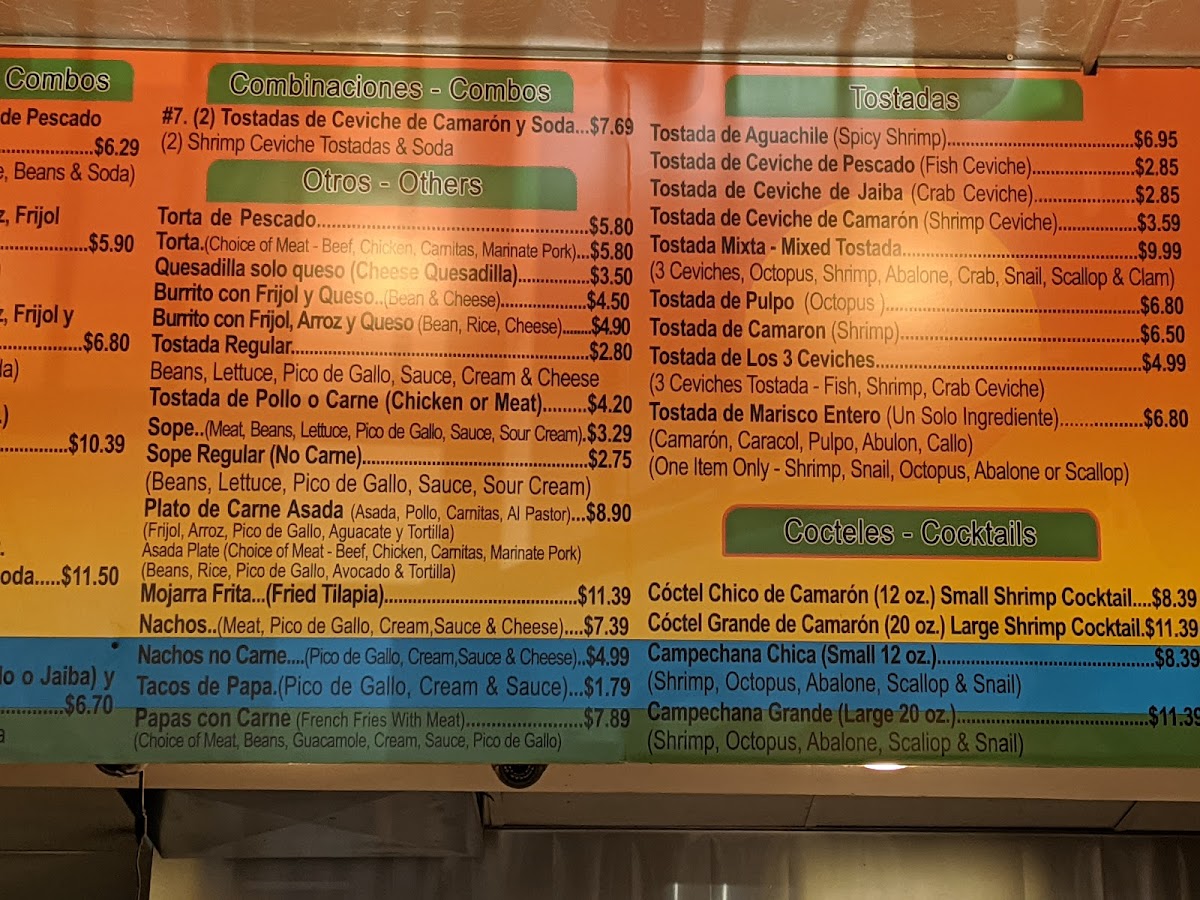 Combos
de Pescado
$6.29
, Beans & Soda)
z, Frijol
$5.90
z, Frijol y
$6.80
da)
.)
$10.39
.
oda.....$11.50
lo o Jaiba) y
$6.70
a
Combinaciones - Combos
#7. (2) Tostadas de Ceviche de Camarón y Soda...$7.69
(2) Shrimp Ceviche Tostadas & Soda
Otros - Others
Torta de Pescado...$5.80
Torta.(Choice of Meat - Beef, Chicken, Carnitas, Marinate Pork)...$5.80
Quesadilla solo queso (Cheese Quesadilla)...$3.50
Burrito con Frijol y Queso..(Bean & Cheese)...$4.50
Burrito con Frijol, Arroz y Queso (Bean, Rice, Cheese)...$4.90
Tostada Regular...$2.80
Beans, Lettuce, Pico de Gallo, Sauce, Cream & Cheese
Tostada de Pollo o Carne (Chicken or Meat)...$4.20
Sope..(Meat, Beans, Lettuce, Pico de Gallo, Sauce, Sour Cream).$3.29
Sope Regular (No Carne)...$2.75
(Beans, Lettuce, Pico de Gallo, Sauce, Sour Cream)
Plato de Carne Asada (Asada, Pollo, Carnitas, Al Pastor)...$8.90
(Frijol, Arroz, Pico de Gallo, Aguacate y Tortilla)
Asada Plate (Choice of Meat - Beef, Chicken, Carnitas, Marinate Pork)
(Beans, Rice, Pico de Gallo, Avocado & Tortilla)
Mojarra Frita...(Fried Tilapia)...$11.39
Nachos..(Meat, Pico de Gallo, Cream,Sauce & Cheese)....$7.39
Nachos no Carne....(Pico de Gallo, Cream,Sauce & Cheese)..$4.99
Tacos de Papa.(Pico de Gallo, Cream & Sauce)...$1.79
Papas con Carne (French Fries With Meat)...$7.89
(Choice of Meat, Beans, Guacamole, Cream, Sauce, Pico de Gallo)
Tostadas
Tostada de Aguachile (Spicy Shrimp)...$6.95
Tostada de Ceviche de Pescado (Fish Ceviche)...$2.85
Tostada de Ceviche de Jaiba (Crab Ceviche)...$2.85
Tostada de Ceviche de Camarón (Shrimp Ceviche)...$3.59
Tostada Mixta - Mixed Tostada...$9.99
(3 Ceviches, Octopus, Shrimp, Abalone, Crab, Snail, Scallop & Clam)
Tostada de Pulpo (Octopus )...$6.80
Tostada de Camaron (Shrimp)...$6.50
Tostada de Los 3 Ceviches...$4.99
(3 Ceviches Tostada - Fish, Shrimp, Crab Ceviche)
Tostada de Marisco Entero (Un Solo Ingrediente)...$6.80
(Camarón, Caracol, Pulpo, Abulon, Callo)
(One Item Only - Shrimp, Snail, Octopus, Abalone or Scallop)
Cocteles - Cocktails
Cóctel Chico de Camarón (12 oz.) Small Shrimp Cocktail....$8.39
Cóctel Grande de Camarón (20 oz.) Large Shrimp Cocktail.$11.39
Campechana Chica (Small 12 oz.)...$8.39
(Shrimp, Octopus, Abalone, Scallop & Snail)
Campechana Grande (Large 20 oz.)...$11.39
(Shrimp, Octopus, Abalone, Scaliop & Snail)